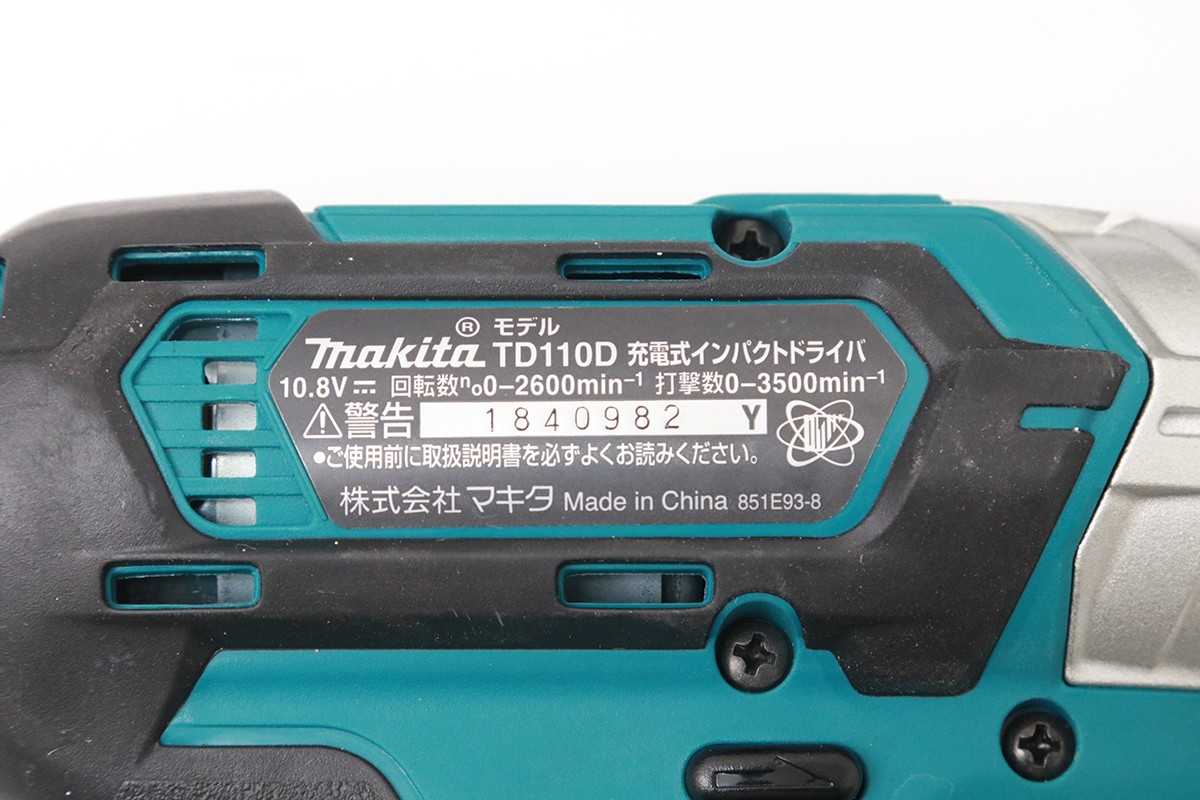 makita® モデル TD110D 充電式インパクトドライバ
10.8V⎓ 回転数n₀0−2600min⁻¹ 打撃数0−3500min⁻¹
⚠警告 1840982 Y
●ご使用前に取扱説明書を必ずよくお読みください。
株式会社 マキタ Made in China 851E93-8